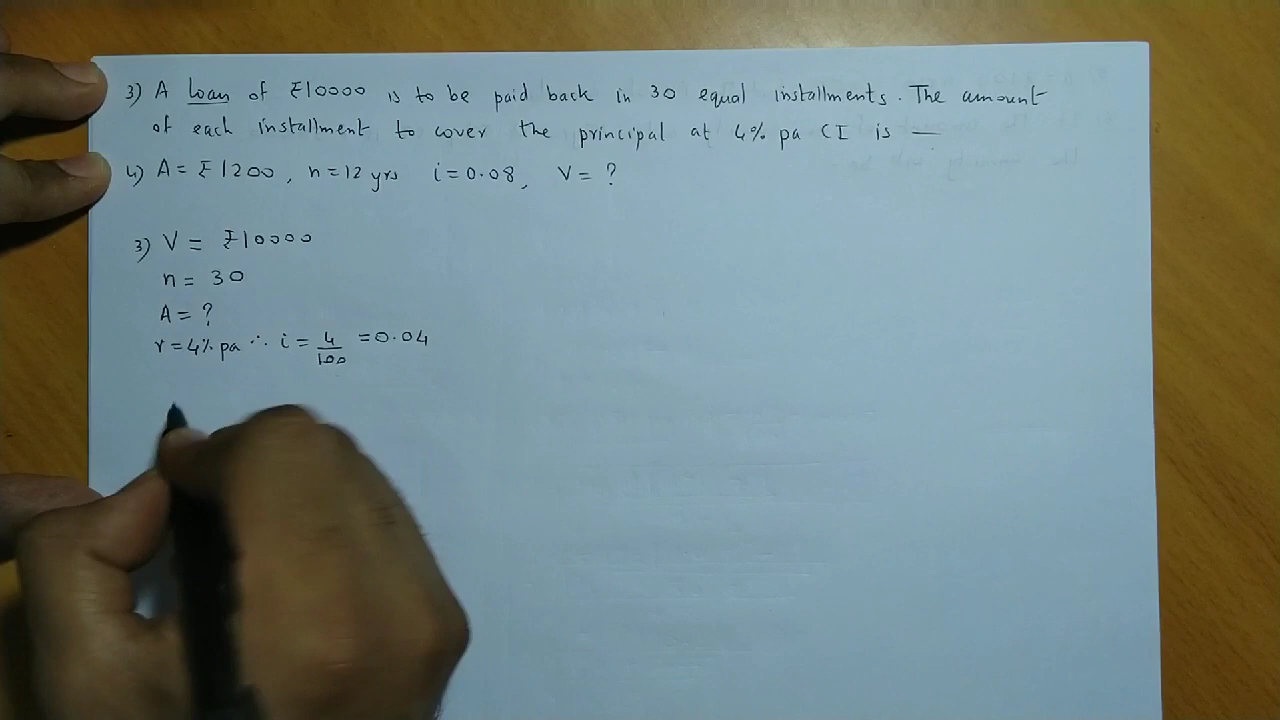 3) A loan of ₹10000 is to be paid back in 30 equal installments. The amount
of each installment to cover the principal at 4% pa CI is —
4) A = ₹1200, n = 12 yrs i = 0.08, V = ?
3) V = ₹10000
n = 30
A = ?
r = 4% pa ∴ i = 4/100 = 0.04